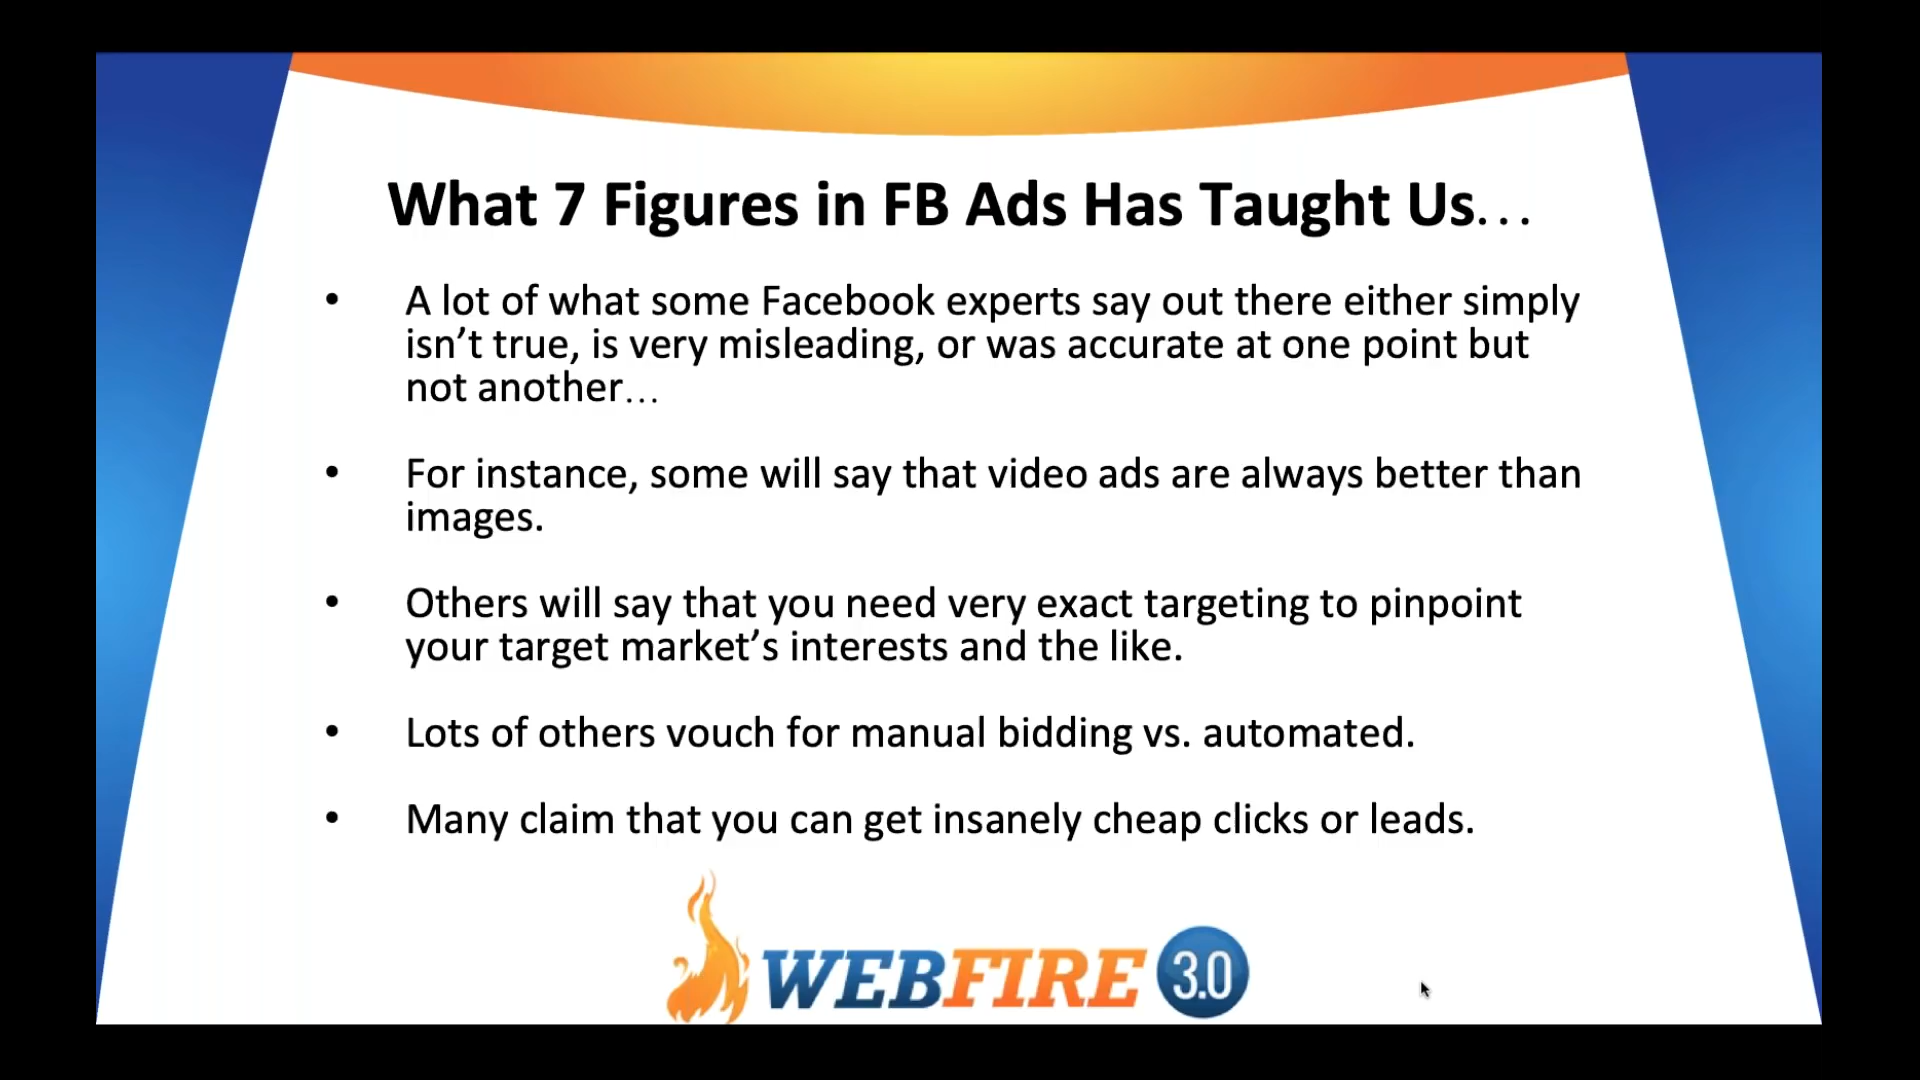 What 7 Figures in FB Ads Has Taught Us...
• A lot of what some Facebook experts say out there either simply
isn’t true, is very misleading, or was accurate at one point but
not another...
• For instance, some will say that video ads are always better than
images.
• Others will say that you need very exact targeting to pinpoint
your target market’s interests and the like.
• Lots of others vouch for manual bidding vs. automated.
• Many claim that you can get insanely cheap clicks or leads.
WEBFIRE 3.0